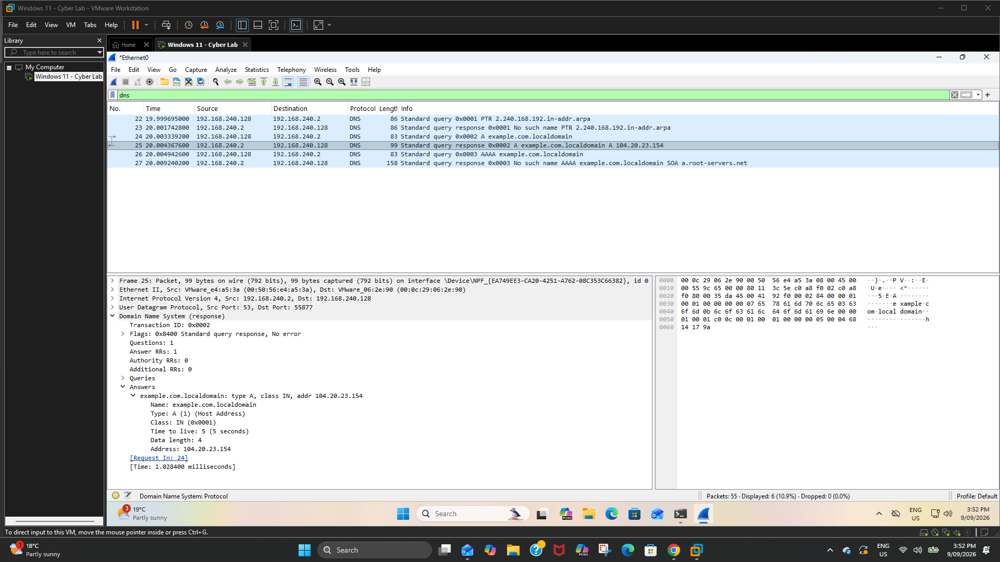 Windows 11 - Cyber Lab - VMware Workstation
File Edit View VM Tabs Help
Library
Type here to search
My Computer
Windows 11 - Cyber Lab
Home
Windows 11 - Cyber Lab
*Ethernet0
File Edit View Go Capture Analyze Statistics Telephony Wireless Tools Help
dns
No. Time Source Destination Protocol Lengtl Info
22 19.999695000 192.168.240.128 192.168.240.2 DNS 86 Standard query 0x0001 PTR 2.240.168.192.in-addr.arpa
23 20.001742800 192.168.240.2 192.168.240.128 DNS 86 Standard query response 0x0001 No such name PTR 2.240.168.192.in-addr.arpa
24 20.003339200 192.168.240.128 192.168.240.2 DNS 83 Standard query 0x0002 A example.com.localdomain
25 20.004367600 192.168.240.2 192.168.240.128 DNS 99 Standard query response 0x0002 A example.com.localdomain A 104.20.23.154
26 20.004942600 192.168.240.128 192.168.240.2 DNS 83 Standard query 0x0003 AAAA example.com.localdomain
27 20.009240200 192.168.240.2 192.168.240.128 DNS 158 Standard query response 0x0003 No such name AAAA example.com.localdomain SOA a.root-servers.net
Frame 25: Packet, 99 bytes on wire (792 bits), 99 bytes captured (792 bits) on interface \Device\NPF_{EA749EE3-CA20-4251-A762-08C353C66382}, id 0
Ethernet II, Src: VMware_e4:a5:3a (00:50:56:e4:a5:3a), Dst: VMware_06:2e:90 (00:0c:29:06:2e:90)
Internet Protocol Version 4, Src: 192.168.240.2, Dst: 192.168.240.128
User Datagram Protocol, Src Port: 53, Dst Port: 55877
Domain Name System (response)
Transaction ID: 0x0002
Flags: 0x8400 Standard query response, No error
Questions: 1
Answer RRs: 1
Authority RRs: 0
Additional RRs: 0
Queries
Answers
example.com.localdomain: type A, class IN, addr 104.20.23.154
Name: example.com.localdomain
Type: A (1) (Host Address)
Class: IN (0x0001)
Time to live: 5 (5 seconds)
Data length: 4
Address: 104.20.23.154
[Request In: 24]
[Time: 1.028400 milliseconds]
0000 00 0c 29 06 2e 90 00 50 56 e4 a5 3a 08 00 45 00 ··)·.··P V··:··E·
0010 00 55 9c 65 00 00 80 11 3c 5e c0 a8 f0 02 c0 a8 ·U·e···· <^······
0020 f0 80 00 35 da 45 00 41 92 f0 00 02 84 00 00 01 ···5·E·A ········
0030 00 01 00 00 00 00 07 65 78 61 6d 70 6c 65 03 63 ·······e xample·c
0040 6f 6d 0b 6c 6f 63 61 6c 64 6f 6d 61 69 6e 00 00 om·local domain··
0050 01 00 01 c0 0c 00 01 00 01 00 00 00 05 00 04 68 ········ ·······h
0060 14 17 9a ···
Domain Name System: Protocol
Packets: 55 · Displayed: 6 (10.9%) · Dropped: 0 (0.0%)
Profile: Default
3
19°C
Partly sunny
Search
M365
ENG
US
3:52 PM
9/09/2026
To direct input to this VM, move the mouse pointer inside or press Ctrl+G.
1
18°C
Partly sunny
Search
M365
ENG
US
3:52 PM
9/09/2026